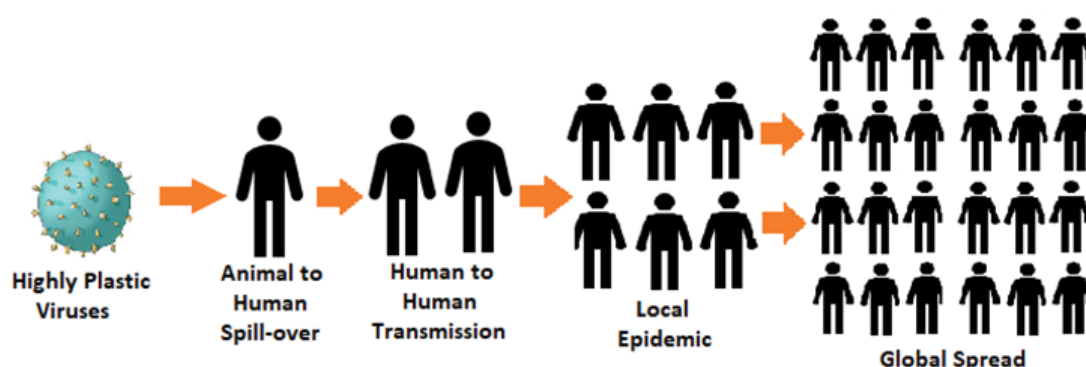 Highly Plastic
Viruses
Animal to
Human
Spill-over
Human to
Human
Transmission
Local
Epidemic
Global Spread